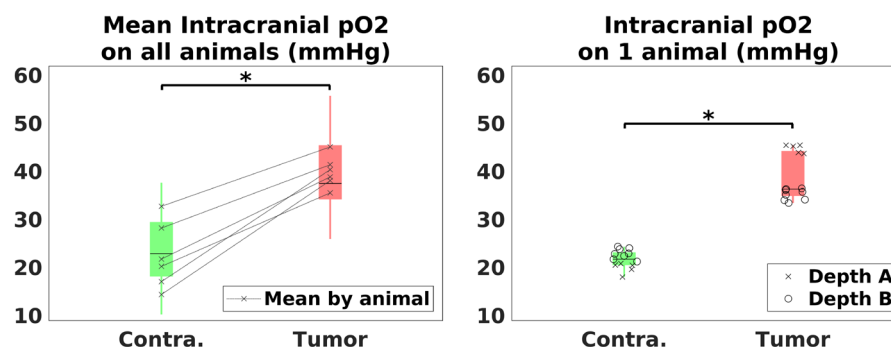 Mean Intracranial pO2
on all animals (mmHg)
60
50
40
30
20
10
*
Mean by animal
Contra.
Tumor
Intracranial pO2
on 1 animal (mmHg)
60
50
40
30
20
10
*
Depth A
Depth B
Contra.
Tumor